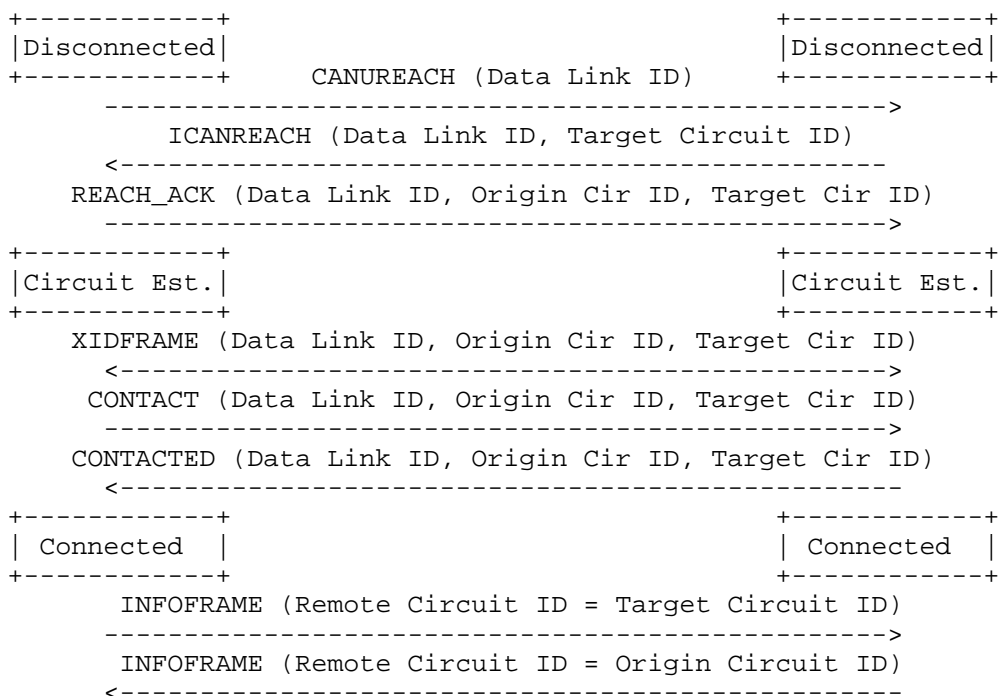 Disconnected Disconnected
CANUREACH (Data Link ID)
ICANREACH (Data Link ID, Target Circuit ID)
REACH_ACK (Data Link ID, Origin Cir ID, Target Cir ID)
Circuit Est. Circuit Est.
XIDFRAME (Data Link ID, Origin Cir ID, Target Cir ID)
CONTACT (Data Link ID, Origin Cir ID, Target Cir ID)
CONTACTED (Data Link ID, Origin Cir ID, Target Cir ID)
Connected Connected
INFOFRAME (Remote Circuit ID = Target Circuit ID)
INFOFRAME (Remote Circuit ID = Origin Circuit ID)